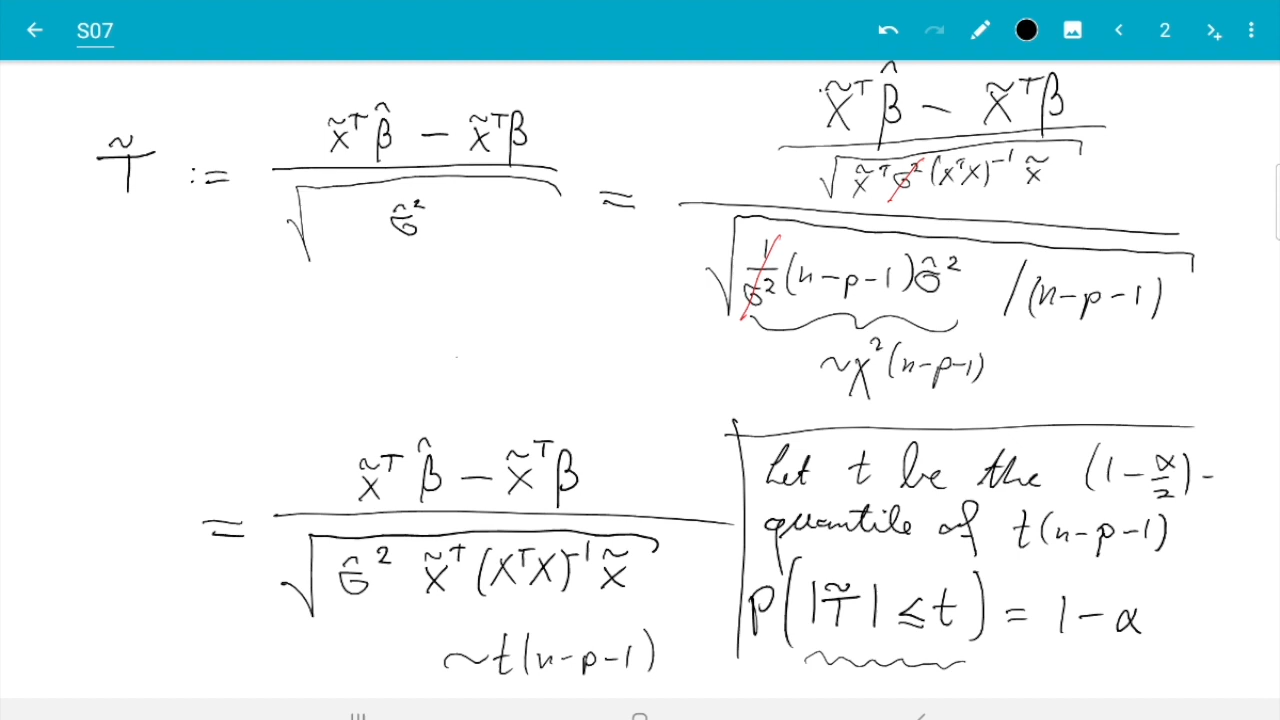 S07
2
T̃ := (x̃ᵀβ̂ − x̃ᵀβ) / √(σ̂²) = ((x̃ᵀβ̂ − x̃ᵀβ) / √(x̃ᵀσ²(XᵀX)⁻¹x̃)) / √(1/σ² (n−p−1)σ̂² /(n−p−1))
~χ²(n−p−1)
= (x̃ᵀβ̂ − x̃ᵀβ) / √(σ̂² x̃ᵀ(XᵀX)⁻¹x̃)
~t(n−p−1)
Let t be the (1−α/2)-
quantile of t(n−p−1)
P(|T̃| ≤ t) = 1−α